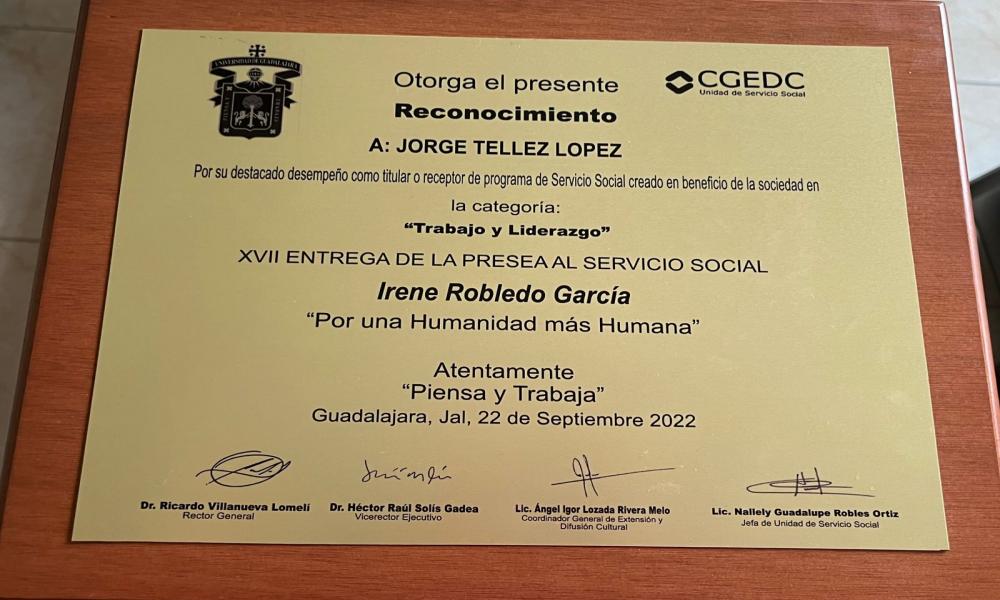 UNIVERSIDAD DE GUADALAJARA
PIENSA Y TRABAJA
Otorga el presente
CGEDC
Unidad de Servicio Social
Reconocimiento
A: JORGE TELLEZ LOPEZ
Por su destacado desempeño como titular o receptor de programa de Servicio Social creado en beneficio de la sociedad en
la categoría:
“Trabajo y Liderazgo”
XVII ENTREGA DE LA PRESEA AL SERVICIO SOCIAL
Irene Robledo García
“Por una Humanidad más Humana”
Atentamente
“Piensa y Trabaja”
Guadalajara, Jal, 22 de Septiembre 2022
Dr. Ricardo Villanueva Lomelí
Rector General
Dr. Héctor Raúl Solís Gadea
Vicerector Ejecutivo
Lic. Ángel Igor Lozada Rivera Melo
Coordinador General de Extensión y
Difusión Cultural
Lic. Nallely Guadalupe Robles Ortiz
Jefa de Unidad de Servicio Social